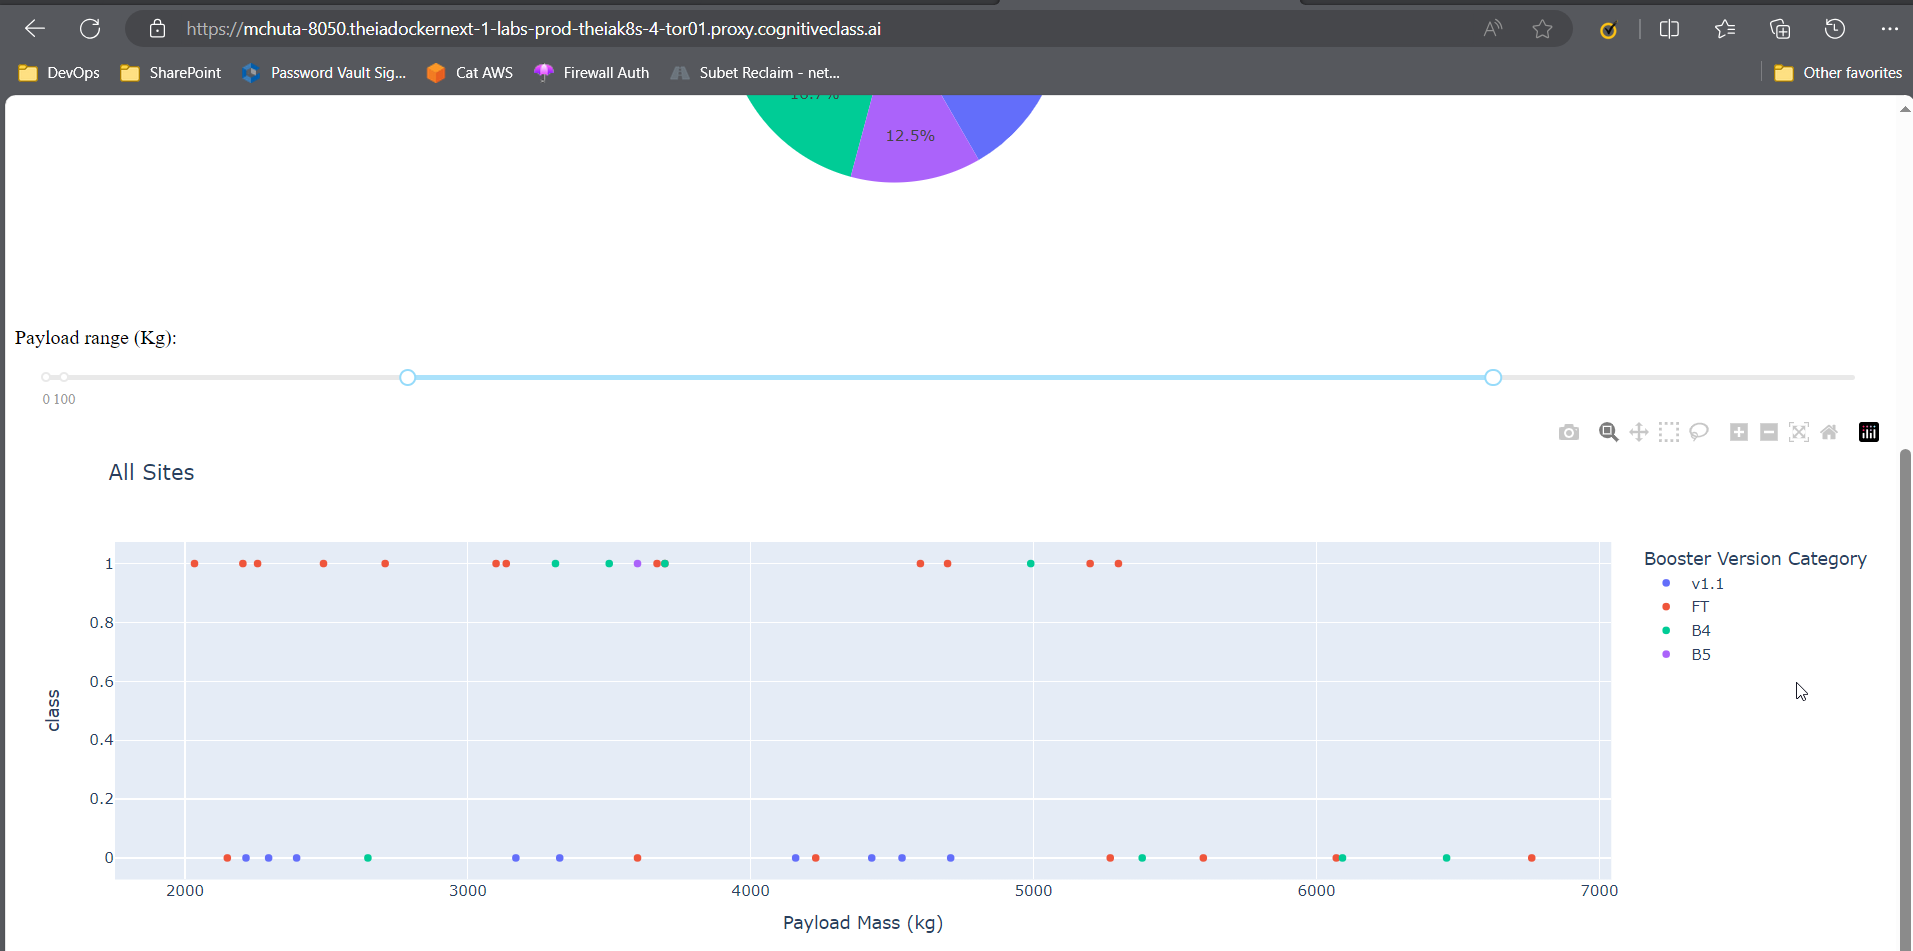 https://mchuta-8050.theiadockernext-1-labs-prod-theiak8s-4-tor01.proxy.cognitiveclass.ai
DevOps SharePoint Password Vault Sig... Cat AWS Firewall Auth Subet Reclaim - net... Other favorites
12.5%
Payload range (Kg):
0 100
All Sites
Booster Version Category
v1.1
FT
B4
B5
class
1
0.8
0.6
0.4
0.2
0
2000 3000 4000 5000 6000 7000
Payload Mass (kg)